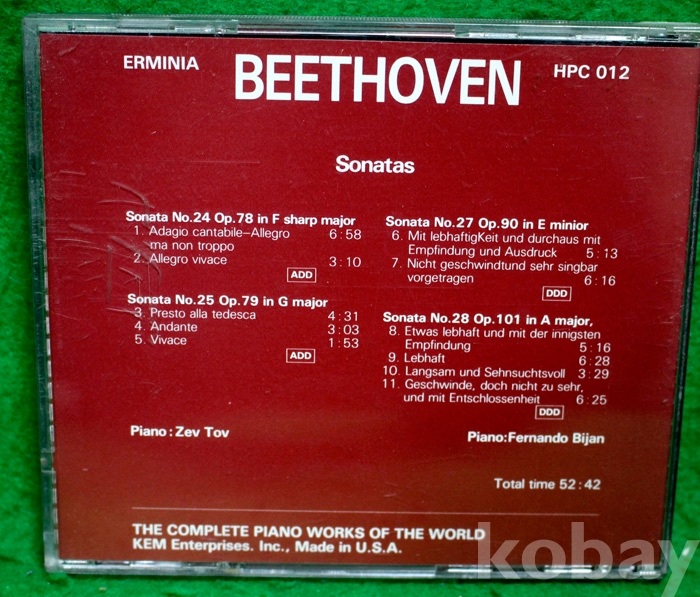 ERMINIA
BEETHOVEN
HPC 012
Sonatas
Sonata No.24 Op.78 in F sharp major
1. Adagio cantabile–Allegro 6:58
ma non troppo
2. Allegro vivace 3:10
ADD
Sonata No.25 Op.79 in G major
3. Presto alla tedesca 4:31
4. Andante 3:03
5. Vivace 1:53
ADD
Piano : Zev Tov
Sonata No.27 Op.90 in E minior
6. Mit lebhaftigKeit und durchaus mit
Empfindung und Ausdruck 5:13
7. Nicht geschwindtund sehr singbar
vorgetragen 6:16
DDD
Sonata No.28 Op.101 in A major,
8. Etwas lebhaft und mit der innigsten
Empfindung 5:16
9. Lebhaft 6:28
10. Langsam und Sehnsuchtsvoll 3:29
11. Geschwinde, doch nicht zu sehr,
und mit Entschlossenheit 6:25
DDD
Piano:Fernando Bijan
Total time 52:42
THE COMPLETE PIANO WORKS OF THE WORLD
KEM Enterprises. Inc., Made in U.S.A.
kobay